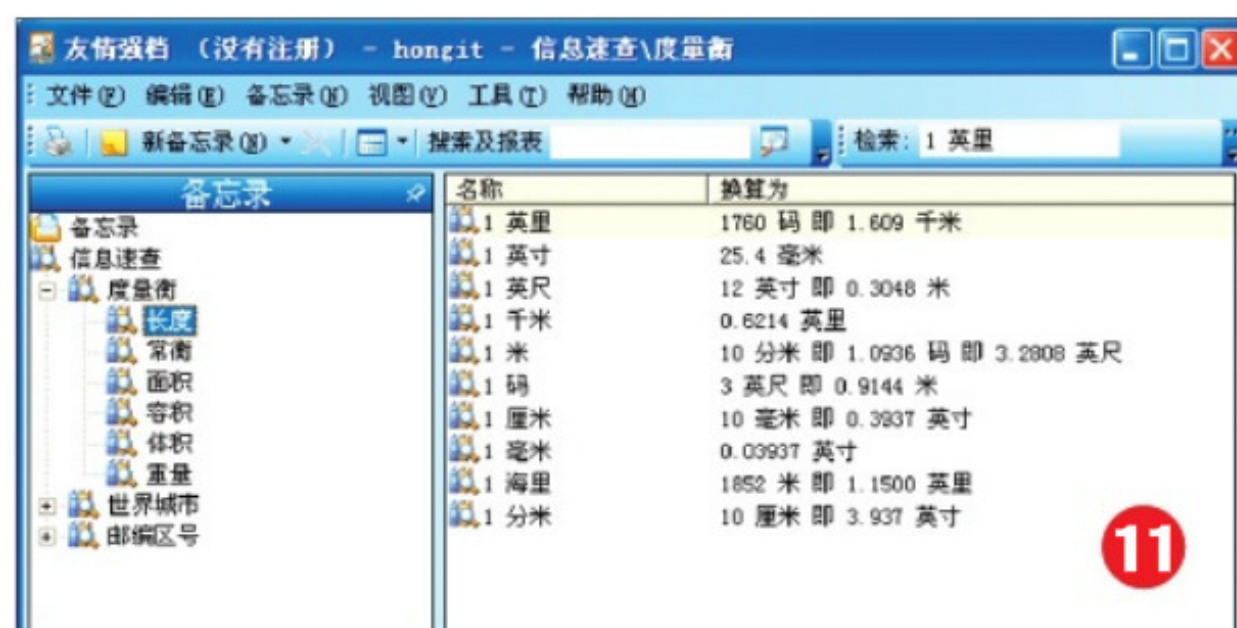 友情强档 （没有注册） - hongit - 信息速查\度量衡
文件(F) 编辑(E) 备忘录(N) 视图(V) 工具(T) 帮助(H)
新备忘录(N) 搜索及报表 检索: 1 英里
备忘录 名称 换算为
备忘录
信息速查
度量衡
长度
常衡
面积
容积
体积
重量
世界城市
邮编区号
1 英里 1760 码 即 1.609 千米
1 英寸 25.4 毫米
1 英尺 12 英寸 即 0.3048 米
1 千米 0.6214 英里
1 米 10 分米 即 1.0936 码 即 3.2808 英尺
1 码 3 英尺 即 0.9144 米
1 厘米 10 毫米 即 0.3937 英寸
1 毫米 0.03937 英寸
1 海里 1852 米 即 1.1500 英里
1 分米 10 厘米 即 3.937 英寸
11